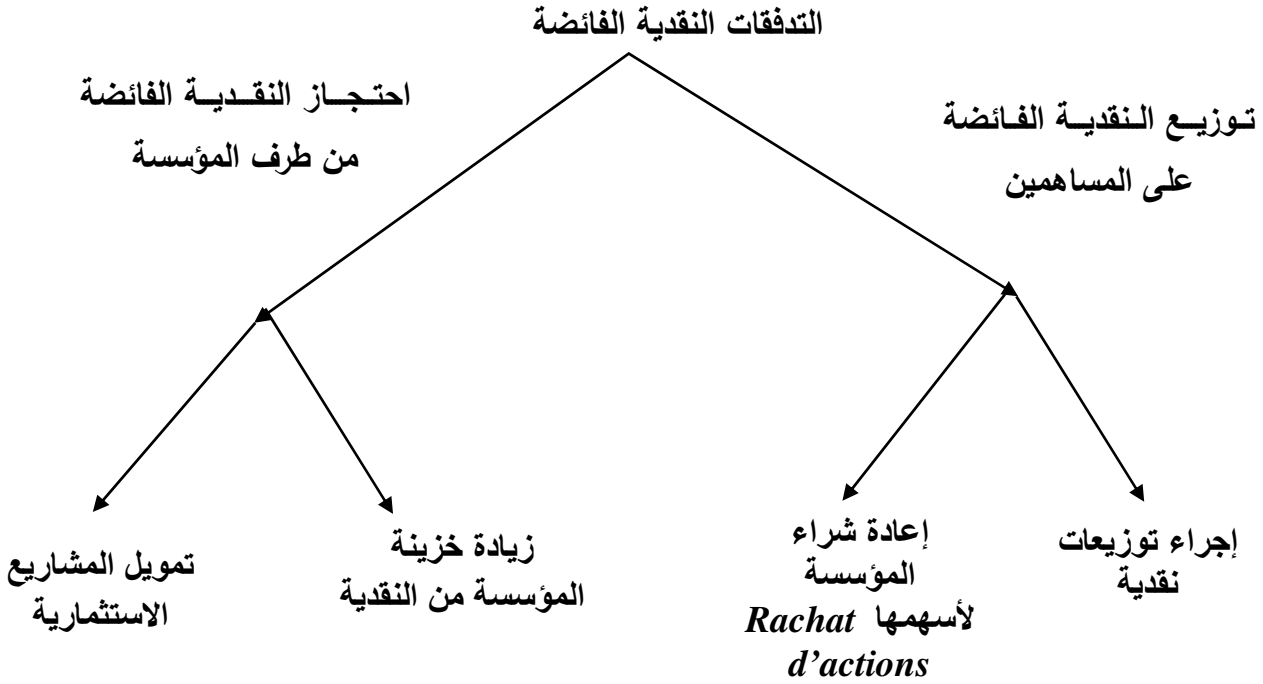 التدفقات النقدية الفائضة
توزيع النقدية الفائضة
على المساهمين
احتجاز النقدية الفائضة
من طرف المؤسسة
إجراء توزيعات
نقدية
إعادة شراء
المؤسسة
لأسهمها Rachat
d’actions
زيادة خزينة
المؤسسة من النقدية
تمويل المشاريع
الاستثمارية